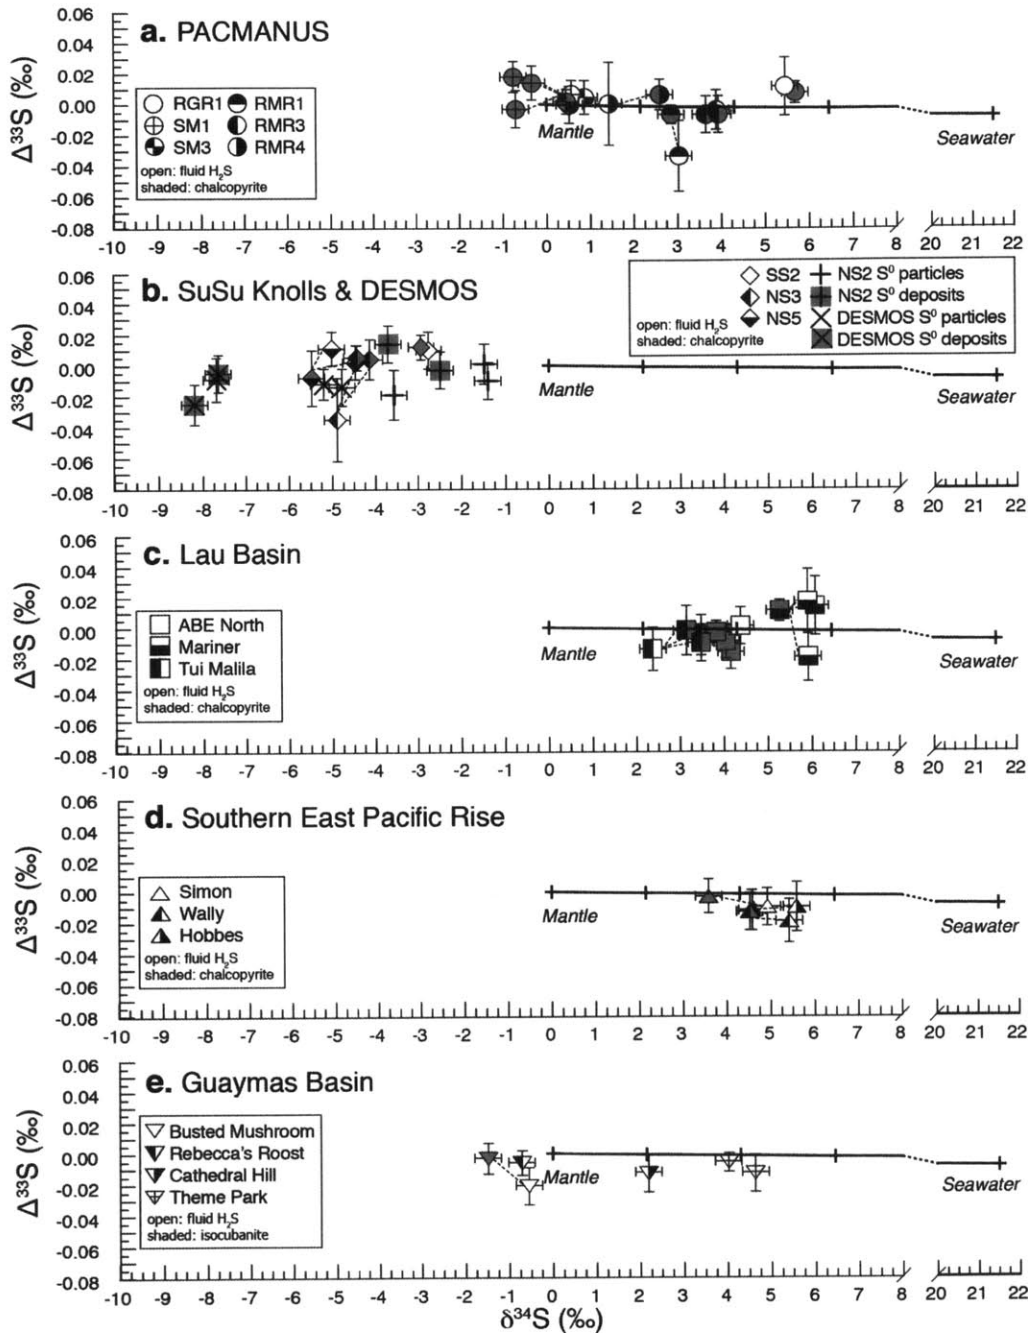 a. PACMANUS
0.06
0.04
0.02
0.00
-0.02
-0.04
-0.06
-0.08
Δ³³S (‰)
RGR1 RMR1
SM1 RMR3
SM3 RMR4
open: fluid H₂S
shaded: chalcopyrite
Mantle
Seawater
-10 -9 -8 -7 -6 -5 -4 -3 -2 -1 0 1 2 3 4 5 6 7 8 20 21 22
b. SuSu Knolls & DESMOS
SS2 NS2 S⁰ particles
NS3 NS2 S⁰ deposits
NS5 DESMOS S⁰ particles
open: fluid H₂S
shaded: chalcopyrite DESMOS S⁰ deposits
0.06
0.04
0.02
0.00
-0.02
-0.04
-0.06
-0.08
Δ³³S (‰)
Mantle
Seawater
-10 -9 -8 -7 -6 -5 -4 -3 -2 -1 0 1 2 3 4 5 6 7 8 20 21 22
c. Lau Basin
0.06
0.04
0.02
0.00
-0.02
-0.04
-0.06
-0.08
Δ³³S (‰)
ABE North
Mariner
Tui Malila
open: fluid H₂S
shaded: chalcopyrite
Mantle
Seawater
-10 -9 -8 -7 -6 -5 -4 -3 -2 -1 0 1 2 3 4 5 6 7 8 20 21 22
d. Southern East Pacific Rise
0.06
0.04
0.02
0.00
-0.02
-0.04
-0.06
-0.08
Δ³³S (‰)
Simon
Wally
Hobbes
open: fluid H₂S
shaded: chalcopyrite
Mantle
Seawater
-10 -9 -8 -7 -6 -5 -4 -3 -2 -1 0 1 2 3 4 5 6 7 8 20 21 22
e. Guaymas Basin
0.06
0.04
0.02
0.00
-0.02
-0.04
-0.06
-0.08
Δ³³S (‰)
Busted Mushroom
Rebecca's Roost
Cathedral Hill
Theme Park
open: fluid H₂S
shaded: isocubanite
Mantle
Seawater
-10 -9 -8 -7 -6 -5 -4 -3 -2 -1 0 1 2 3 4 5 6 7 8 20 21 22
δ³⁴S (‰)